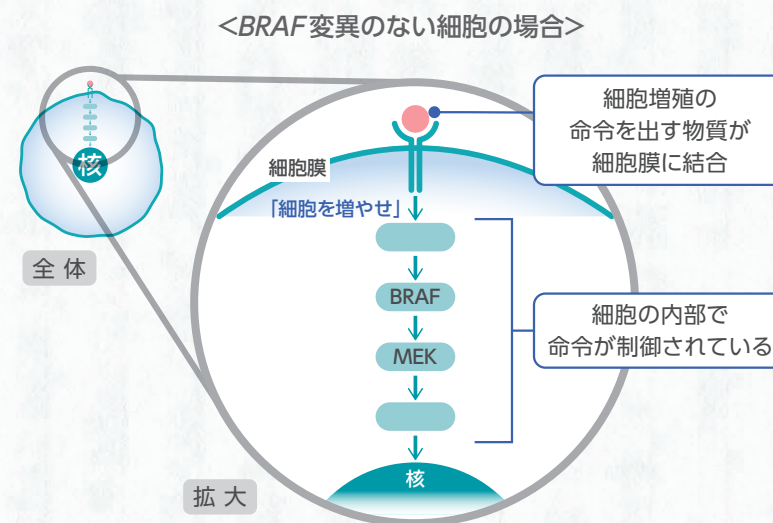 <BRAF変異のない細胞の場合>
核
全体
細胞増殖の
命令を出す物質が
細胞膜に結合
細胞膜
「細胞を増やせ」
BRAF
MEK
細胞の内部で
命令が制御されている
核
拡大